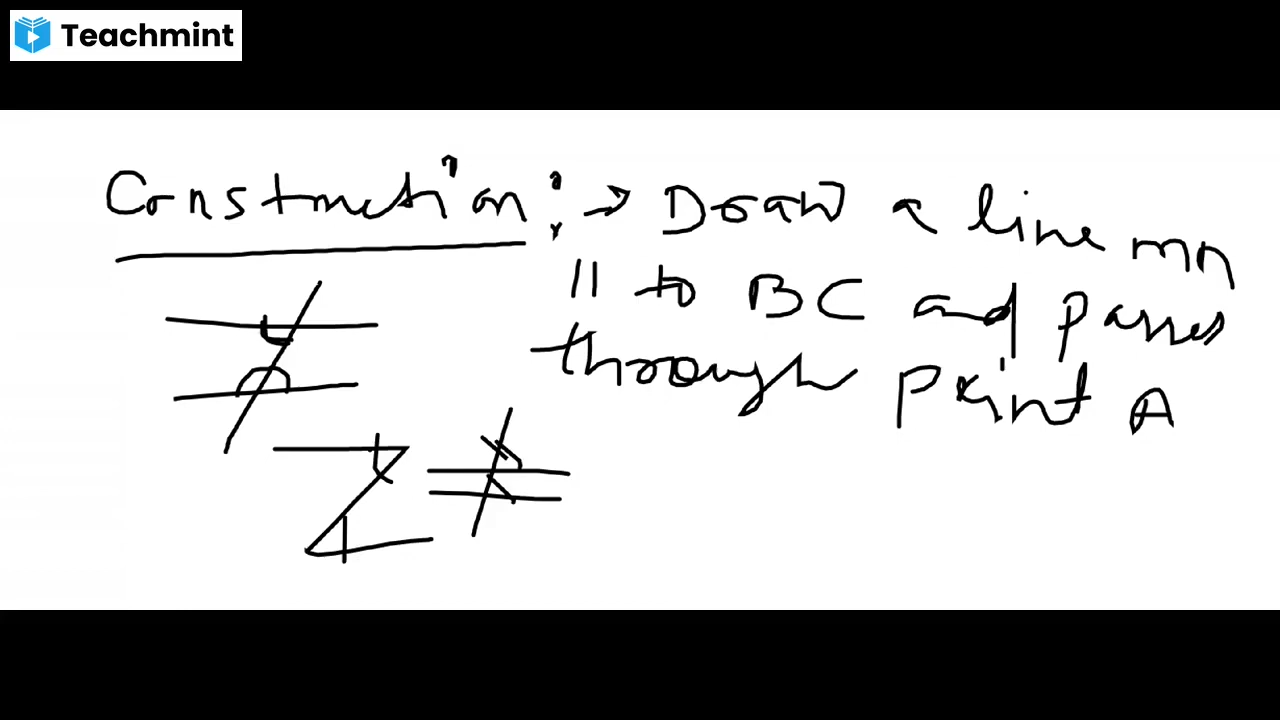 Teachmint
Construction : → Draw a line mn
|| to BC and passes
through point A